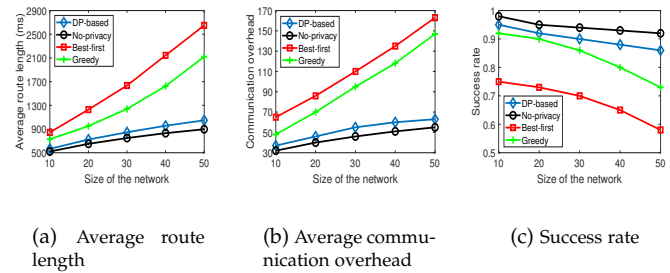 Average route length (ms)
2900
2500
2100
1700
1300
900
500
DP-based
No-privacy
Best-first
Greedy
10 20 30 40 50
Size of the network
Communication overhead
170
150
130
110
90
70
50
30
DP-based
No-privacy
Best-first
Greedy
10 20 30 40 50
Size of the network
Success rate
1
0.9
0.8
0.7
0.6
0.5
DP-based
No-privacy
Best-first
Greedy
10 20 30 40 50
Size of the network
(a) Average route
length
(b) Average commu-
nication overhead
(c) Success rate